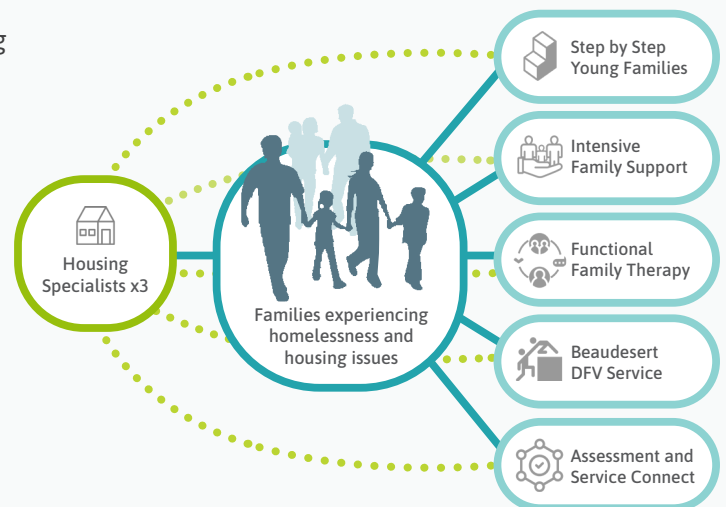 g
Step by Step
Young Families
Intensive
Family Support
Housing
Specialists x3
Families experiencing
homelessness and
housing issues
Functional
Family Therapy
Beaudesert
DFV Service
Assessment and
Service Connect